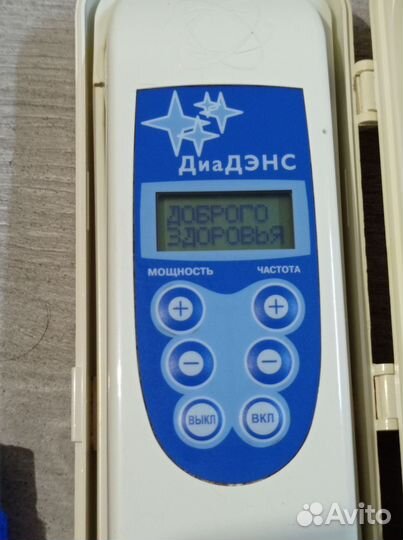 ДиаДЭНС
ДОБРОГО
ЗДОРОВЬЯ
МОЩНОСТЬ ЧАСТОТА
+ +
− −
ВЫКЛ ВКЛ
Avito